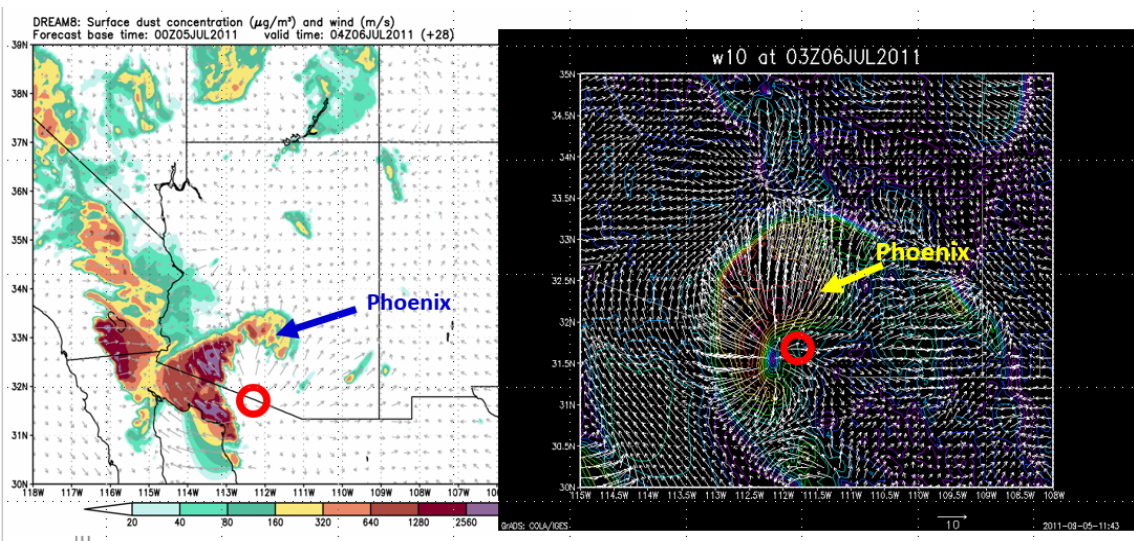 DREAM8: Surface dust concentration (μg/m³) and wind (m/s)
Forecast base time: 00Z05JUL2011 valid time: 04Z06JUL2011 (+28)
39N
38N
37N
36N
35N
34N
33N
32N
31N
30N
118W 117W 116W 115W 114W 113W 112W 111W 110W 109W 108W 107W 106
20 40 80 160 320 640 1280 2560
Phoenix
w10 at 03Z06JUL2011
35N
34.5N
34N
33.5N
33N
32.5N
32N
31.5N
31N
30.5N
30N
115W 114.5W 114W 113.5W 113W 112.5W 112W 111.5W 111W 110.5W 110W 109.5W 109W 108.5W 108W
Phoenix
10
GrADS: COLA/IGES
2011-09-05-11:43